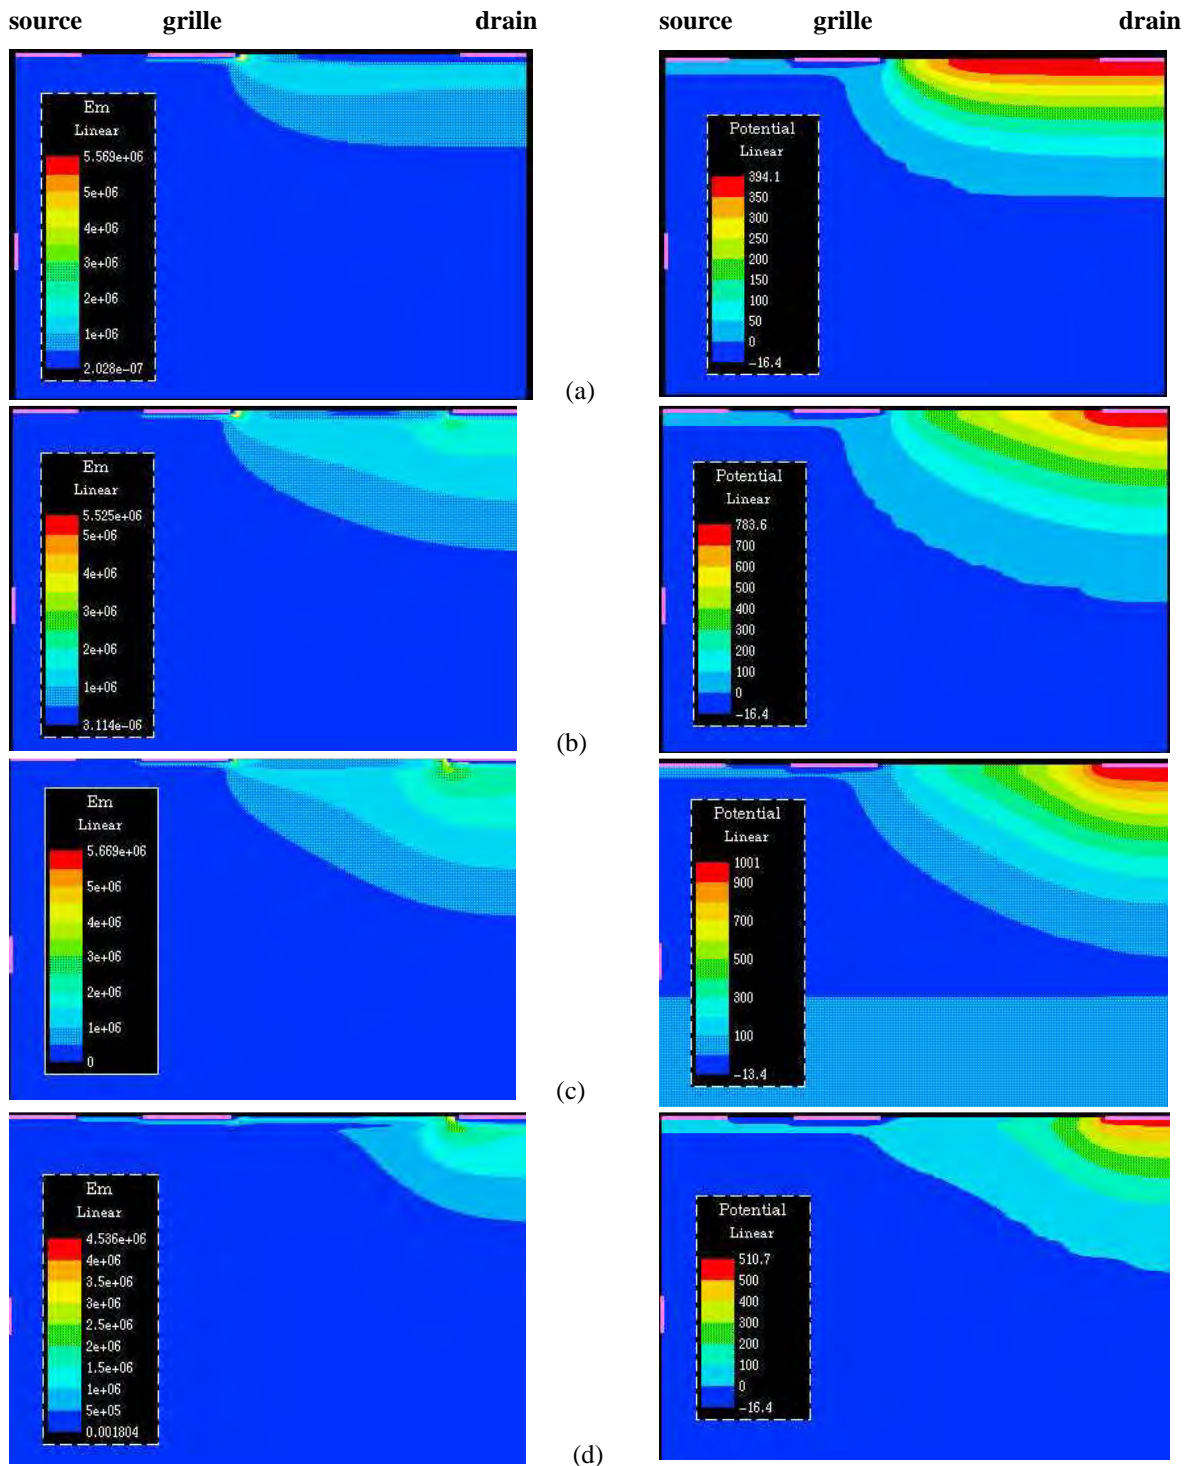 source grille drain source grille drain
Em
Linear
5.569e+06
5e+06
4e+06
3e+06
2e+06
1e+06
2.028e-07
Potential
Linear
394.1
350
300
250
200
150
100
50
0
-16.4
(a)
Em
Linear
5.525e+06
5e+06
4e+06
3e+06
2e+06
1e+06
3.114e-06
Potential
Linear
783.6
700
600
500
400
300
200
100
0
-16.4
(b)
Em
Linear
5.669e+06
5e+06
4e+06
3e+06
2e+06
1e+06
0
Potential
Linear
1001
900
700
500
300
100
-13.4
(c)
Em
Linear
4.536e+06
4e+06
3.5e+06
3e+06
2.5e+06
2e+06
1.5e+06
1e+06
5e+05
0.001804
Potential
Linear
510.7
500
400
300
200
100
0
-16.4
(d)